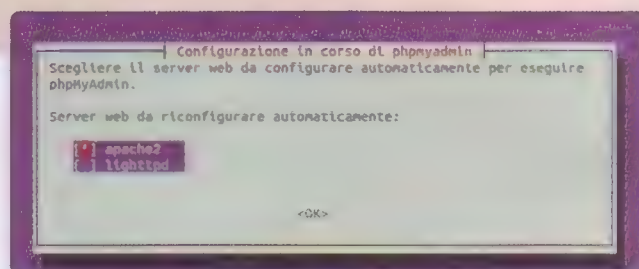 Configurazione in corso di phpmyadmin
Scegliere il server web da configurare automaticamente per eseguire
phpMyAdmin.
Server web da riconfigurare automaticamente:
[*] apache2
[ ] lighttpd
<OK>